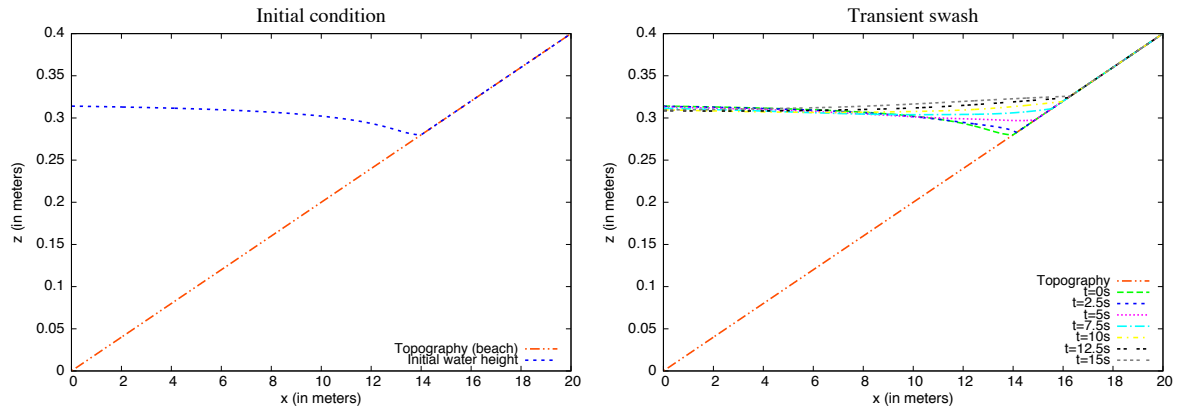 Initial condition
0.4
0.35
0.3
0.25
0.2
0.15
0.1
0.05
0
z (in meters)
Topography (beach)
Initial water height
0 2 4 6 8 10 12 14 16 18 20
x (in meters)
Transient swash
0.4
0.35
0.3
0.25
0.2
0.15
0.1
0.05
0
z (in meters)
Topography
t=0s
t=2.5s
t=5s
t=7.5s
t=10s
t=12.5s
t=15s
0 2 4 6 8 10 12 14 16 18 20
x (in meters)